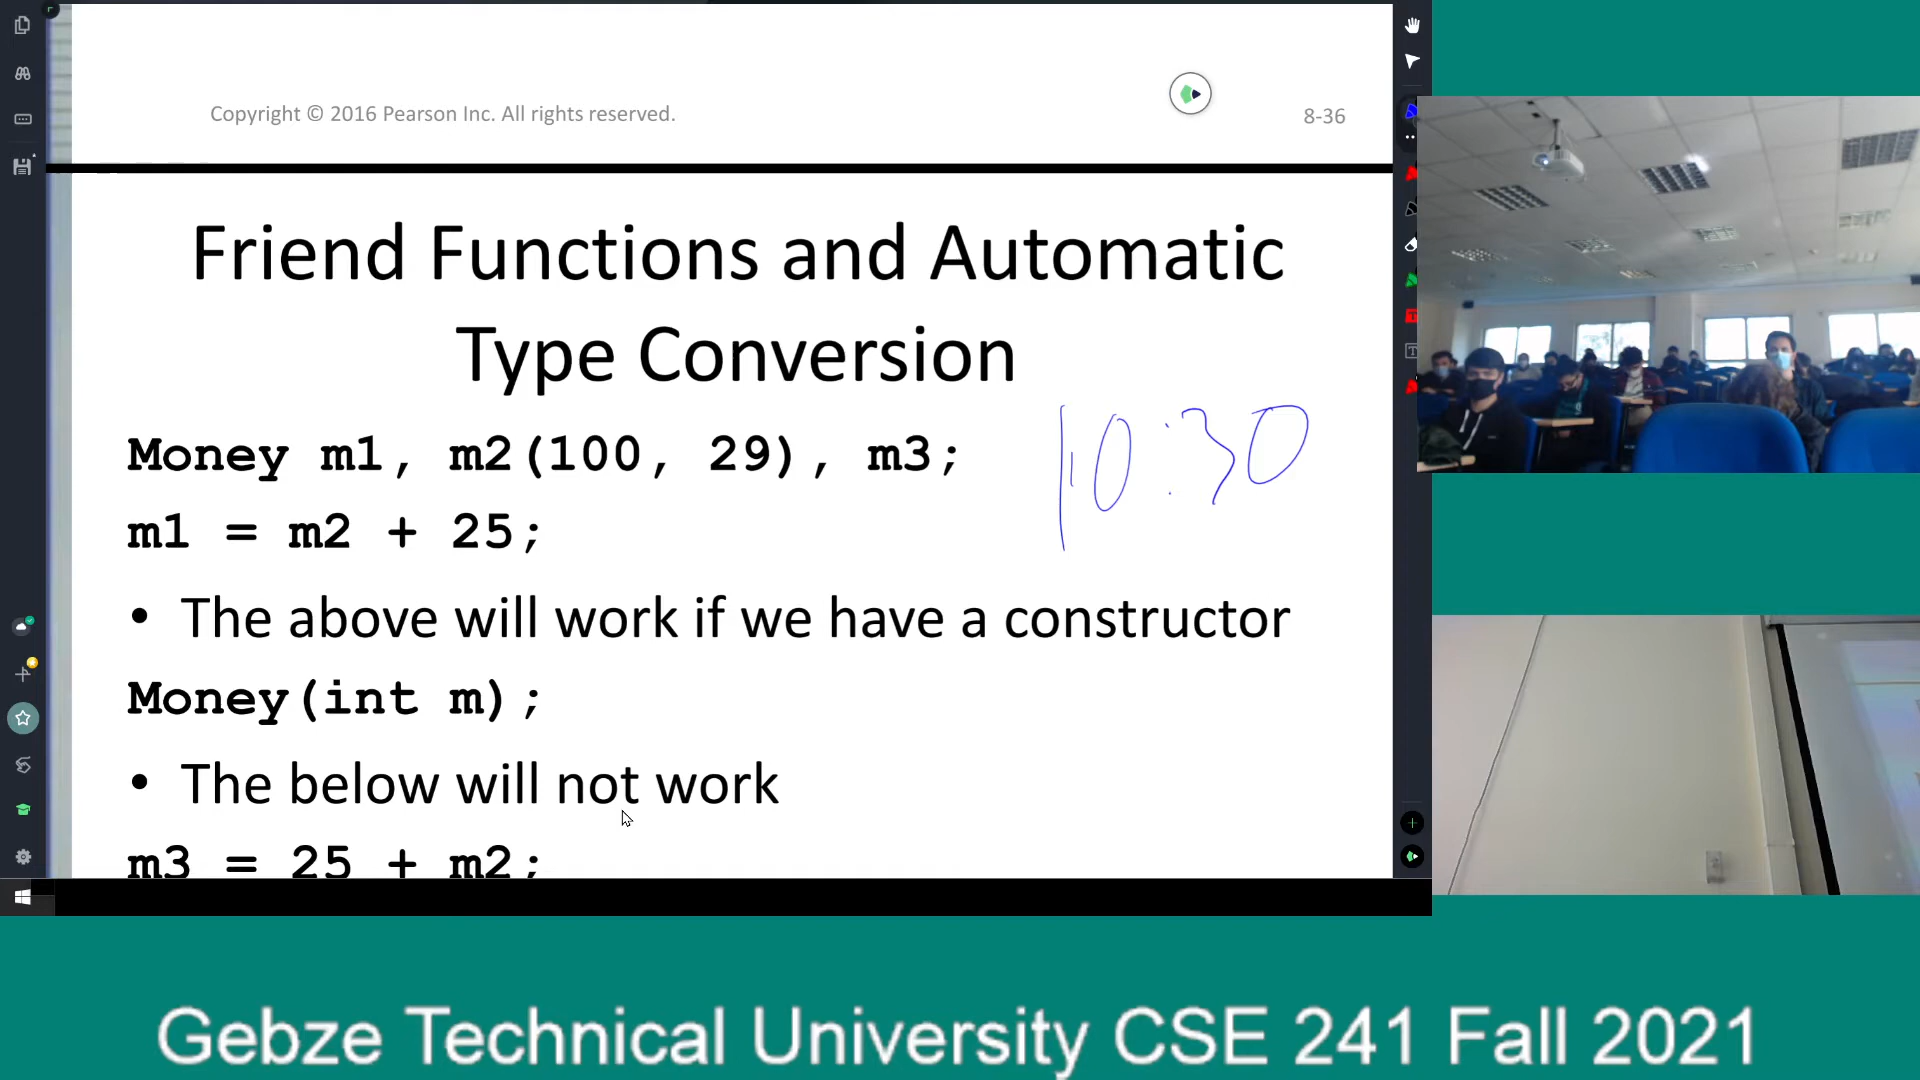 Copyright © 2016 Pearson Inc. All rights reserved.
8-36
Friend Functions and Automatic
Type Conversion
Money m1, m2(100, 29), m3;
10:30
m1 = m2 + 25;
• The above will work if we have a constructor
Money(int m);
• The below will not work
m3 = 25 + m2;
Gebze Technical University CSE 241 Fall 2021